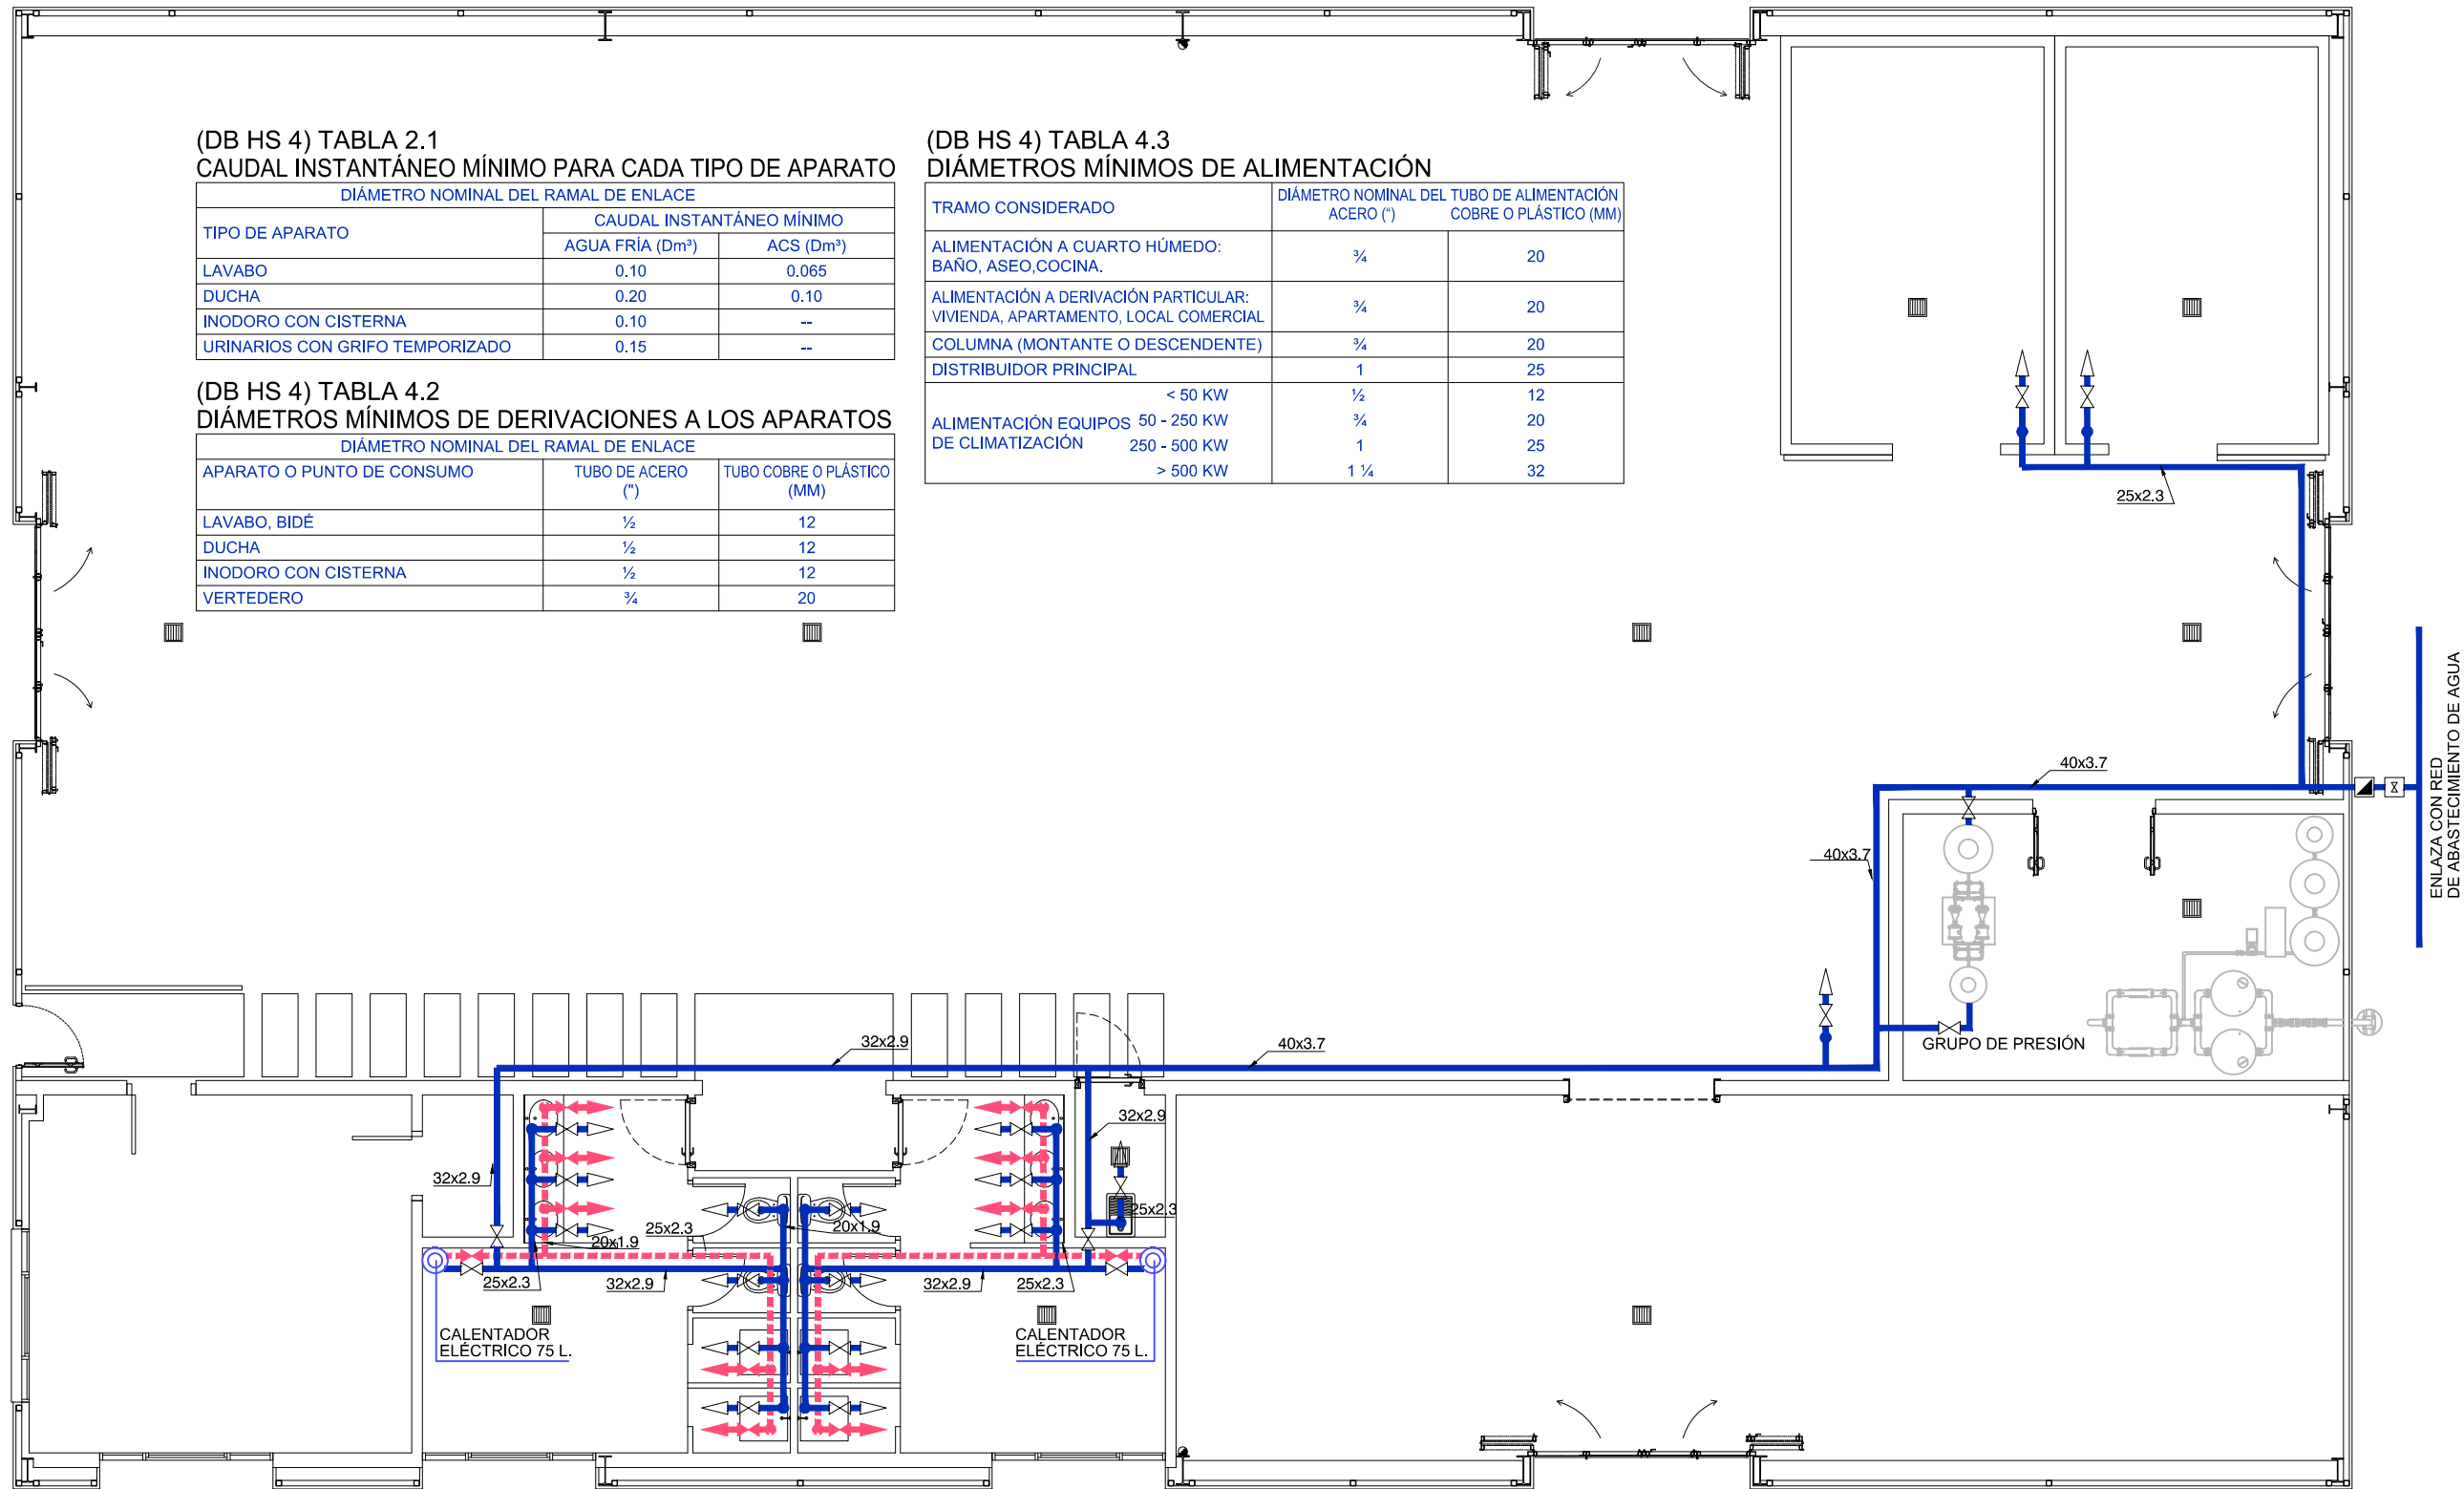 (DB HS 4) TABLA 2.1
CAUDAL INSTANTÁNEO MÍNIMO PARA CADA TIPO DE APARATO
DIÁMETRO NOMINAL DEL RAMAL DE ENLACE
TIPO DE APARATO
CAUDAL INSTANTÁNEO MÍNIMO
AGUA FRÍA (Dm³) ACS (Dm³)
LAVABO 0.10 0.065
DUCHA 0.20 0.10
INODORO CON CISTERNA 0.10 --
URINARIOS CON GRIFO TEMPORIZADO 0.15 --
(DB HS 4) TABLA 4.2
DIÁMETROS MÍNIMOS DE DERIVACIONES A LOS APARATOS
DIÁMETRO NOMINAL DEL RAMAL DE ENLACE
APARATO O PUNTO DE CONSUMO TUBO DE ACERO TUBO COBRE O PLÁSTICO
(") (MM)
LAVABO, BIDÉ ½ 12
DUCHA ½ 12
INODORO CON CISTERNA ½ 12
VERTEDERO ¾ 20
(DB HS 4) TABLA 4.3
DIÁMETROS MÍNIMOS DE ALIMENTACIÓN
TRAMO CONSIDERADO
DIÁMETRO NOMINAL DEL TUBO DE ALIMENTACIÓN
ACERO (") COBRE O PLÁSTICO (MM)
ALIMENTACIÓN A CUARTO HÚMEDO:
BAÑO, ASEO,COCINA. ¾ 20
ALIMENTACIÓN A DERIVACIÓN PARTICULAR:
VIVIENDA, APARTAMENTO, LOCAL COMERCIAL ¾ 20
COLUMNA (MONTANTE O DESCENDENTE) ¾ 20
DISTRIBUIDOR PRINCIPAL 1 25
ALIMENTACIÓN EQUIPOS
DE CLIMATIZACIÓN
< 50 KW ½ 12
50 - 250 KW ¾ 20
250 - 500 KW 1 25
> 500 KW 1 ¼ 32
25x2.3
40x3.7
ENLAZA CON RED
DE ABASTECIMIENTO DE AGUA
40x3.7
GRUPO DE PRESIÓN
32x2.9
40x3.7
32x2.9
32x2.9
25x2.3
25x2.3
20x1.9
20x1.9
25x2.3
32x2.9
32x2.9
25x2.3
CALENTADOR
ELÉCTRICO 75 L.
CALENTADOR
ELÉCTRICO 75 L.